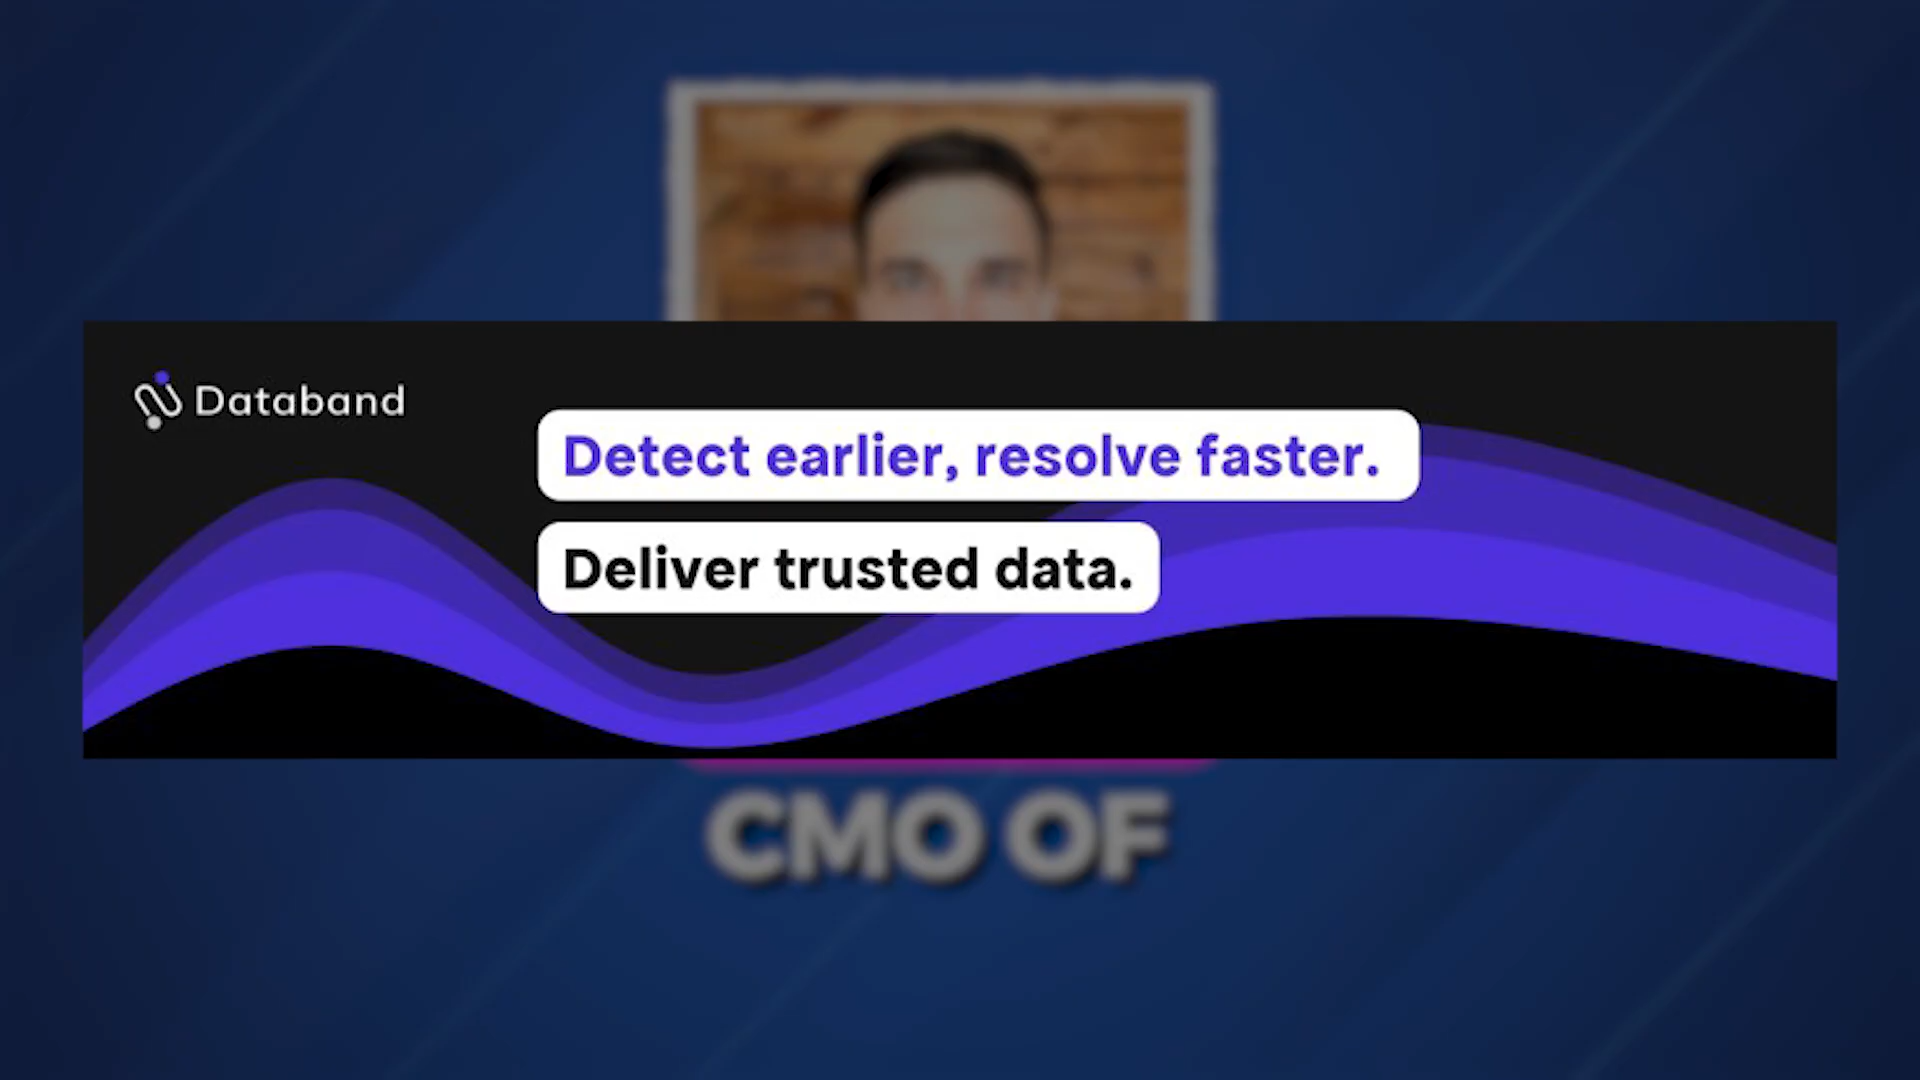 Databand
Detect earlier, resolve faster.
Deliver trusted data.
CMO OF